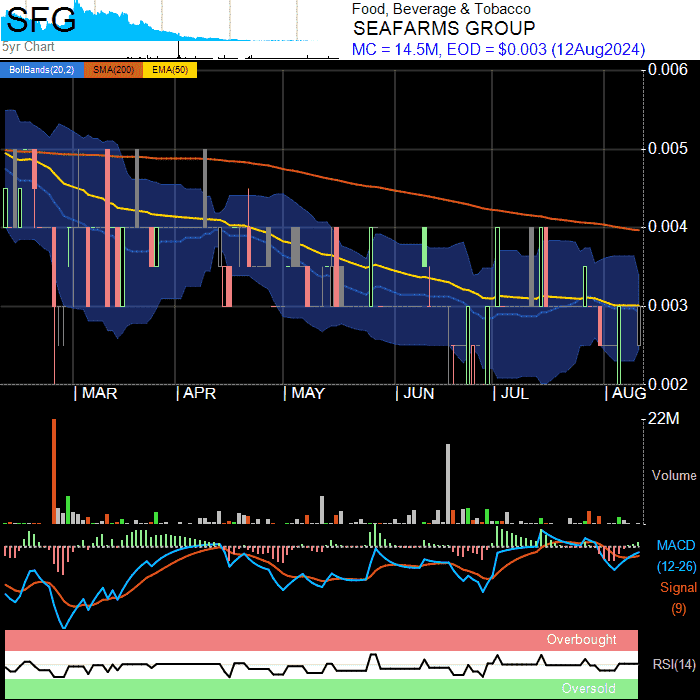 SFG
5yr Chart
Food, Beverage & Tobacco
SEAFARMS GROUP
MC = 14.5M, EOD = $0.003 (12Aug2024)
BollBands(20,2) SMA(200) EMA(50)
0.006
0.005
0.004
0.003
0.002
| MAR | APR | MAY | JUN | JUL | AUG
22M
Volume
MACD
(12-26)
Signal
(9)
Overbought
RSI(14)
Oversold